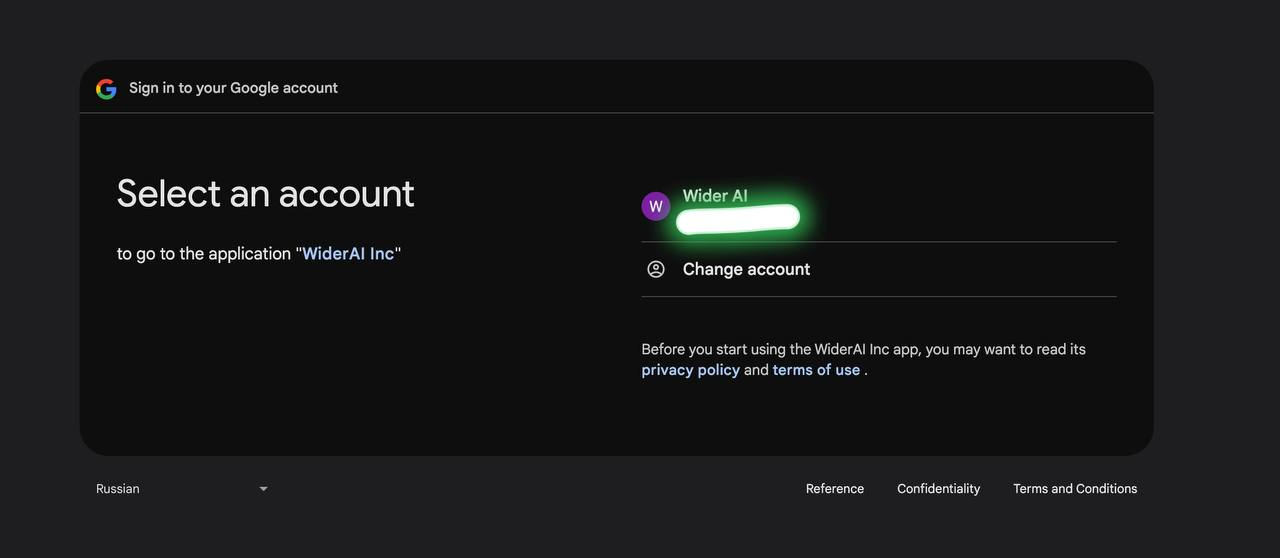 Sign in to your Google account
Select an account
to go to the application "WiderAI Inc"
W
Wider AI
Change account
Before you start using the WiderAI Inc app, you may want to read its
privacy policy and terms of use .
Russian
Reference
Confidentiality
Terms and Conditions